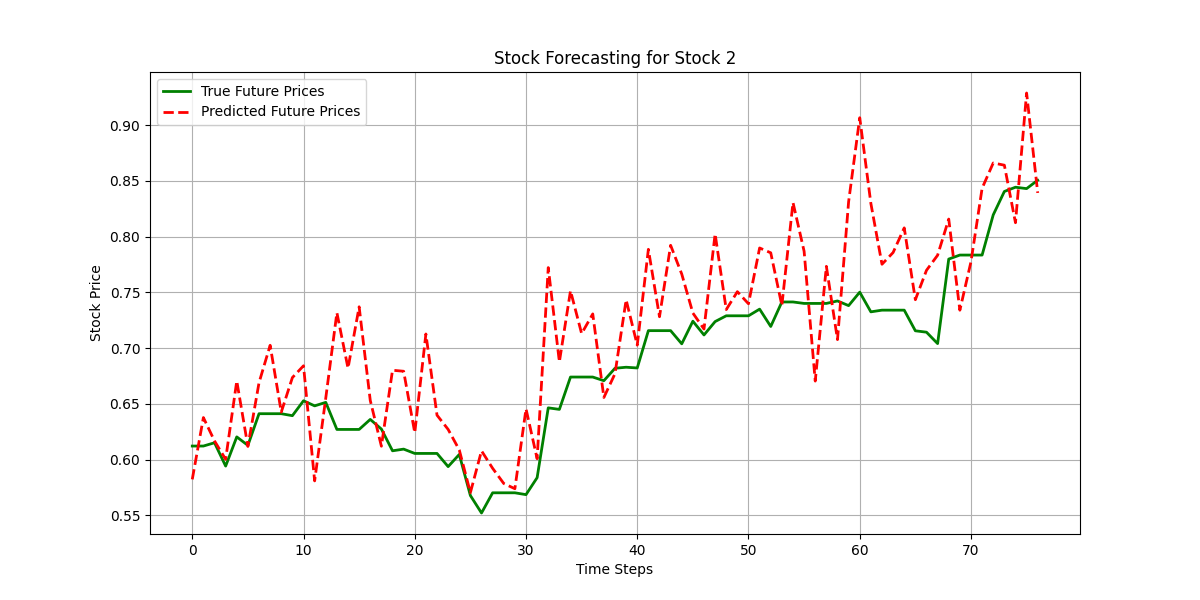 Stock Forecasting for Stock 2
True Future Prices
Predicted Future Prices
Stock Price
0.90
0.85
0.80
0.75
0.70
0.65
0.60
0.55
0 10 20 30 40 50 60 70
Time Steps